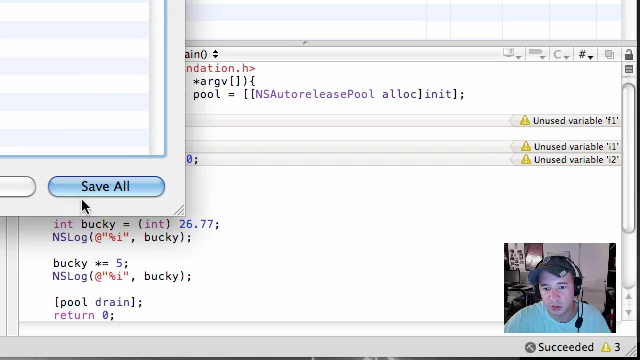 ain()
C
#
ndation.h>
*argv[]){
pool = [[NSAutoreleasePool alloc]init];
Unused variable 'f1'
Unused variable 'i1'
0;
Unused variable 'i2'
Save All
int bucky = (int) 26.77;
NSLog(@"%i", bucky);
bucky *= 5;
NSLog(@"%i", bucky);
[pool drain];
return 0;
Succeeded 3